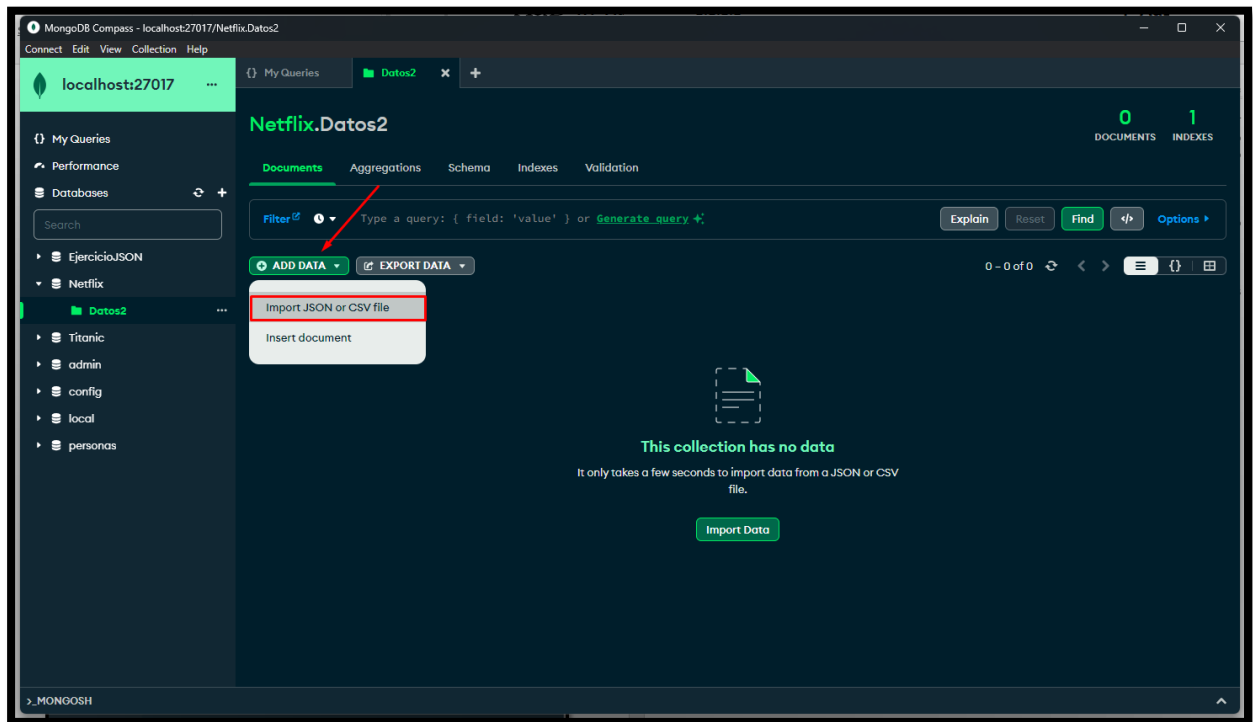 MongoDB Compass - localhost:27017/Netflix.Datos2
Connect Edit View Collection Help
localhost:27017
{} My Queries
Datos2
Netflix.Datos2
0
DOCUMENTS
1
INDEXES
{} My Queries
Performance
Databases
Search
EjercicioJSON
Netflix
Datos2
Titanic
admin
config
local
personas
Documents Aggregations Schema Indexes Validation
Filter Type a query: { field: 'value' } or Generate query
Explain Reset Find </> Options
ADD DATA EXPORT DATA
0 – 0 of 0 {}
Import JSON or CSV file
Insert document
This collection has no data
It only takes a few seconds to import data from a JSON or CSV
file.
Import Data
>_MONGOSH